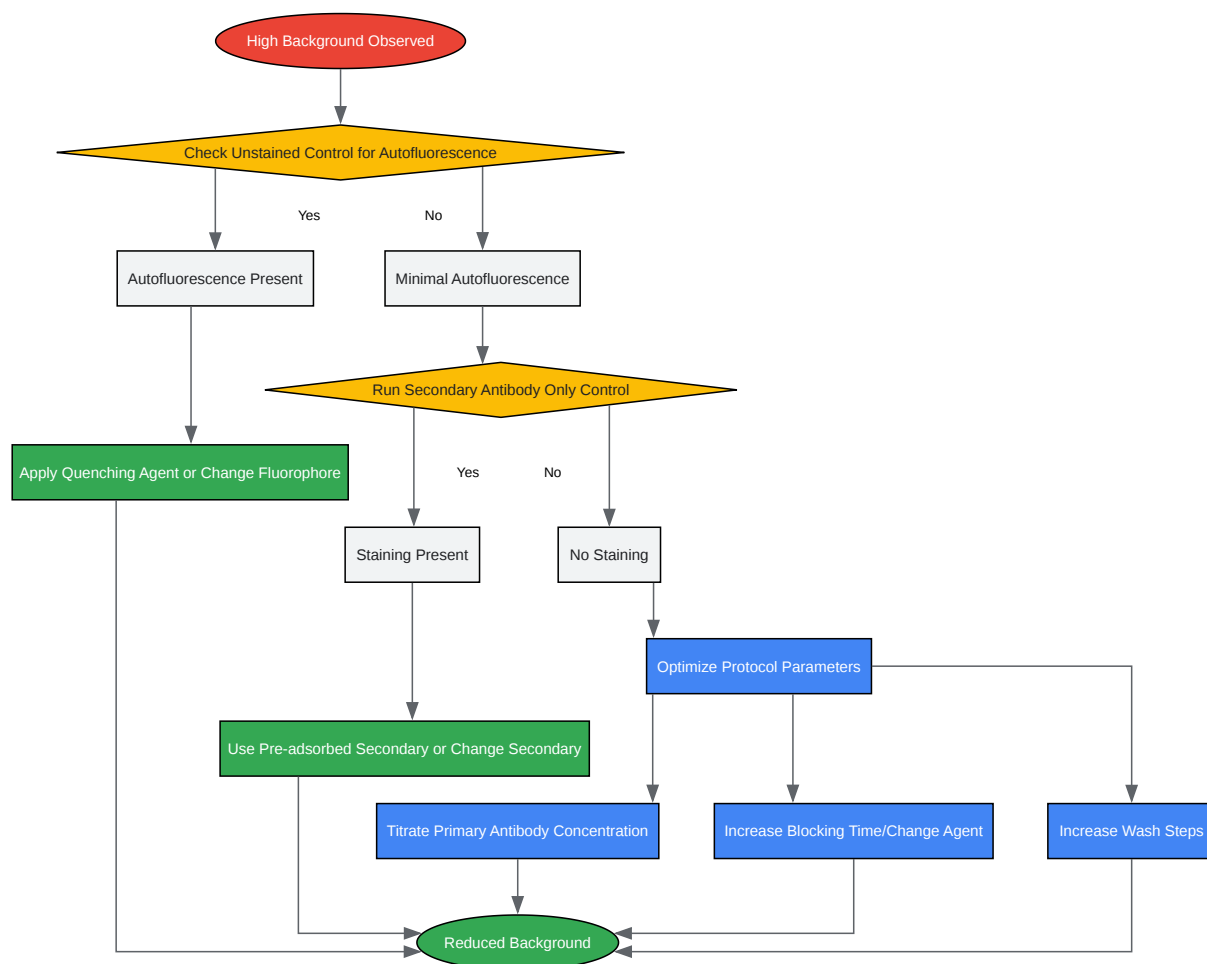 High Background Observed
Check Unstained Control for Autofluorescence
Yes
No
Autofluorescence Present
Minimal Autofluorescence
Run Secondary Antibody Only Control
Apply Quenching Agent or Change Fluorophore
Yes
No
Staining Present
No Staining
Optimize Protocol Parameters
Use Pre-adsorbed Secondary or Change Secondary
Titrate Primary Antibody Concentration
Increase Blocking Time/Change Agent
Increase Wash Steps
Reduced Background